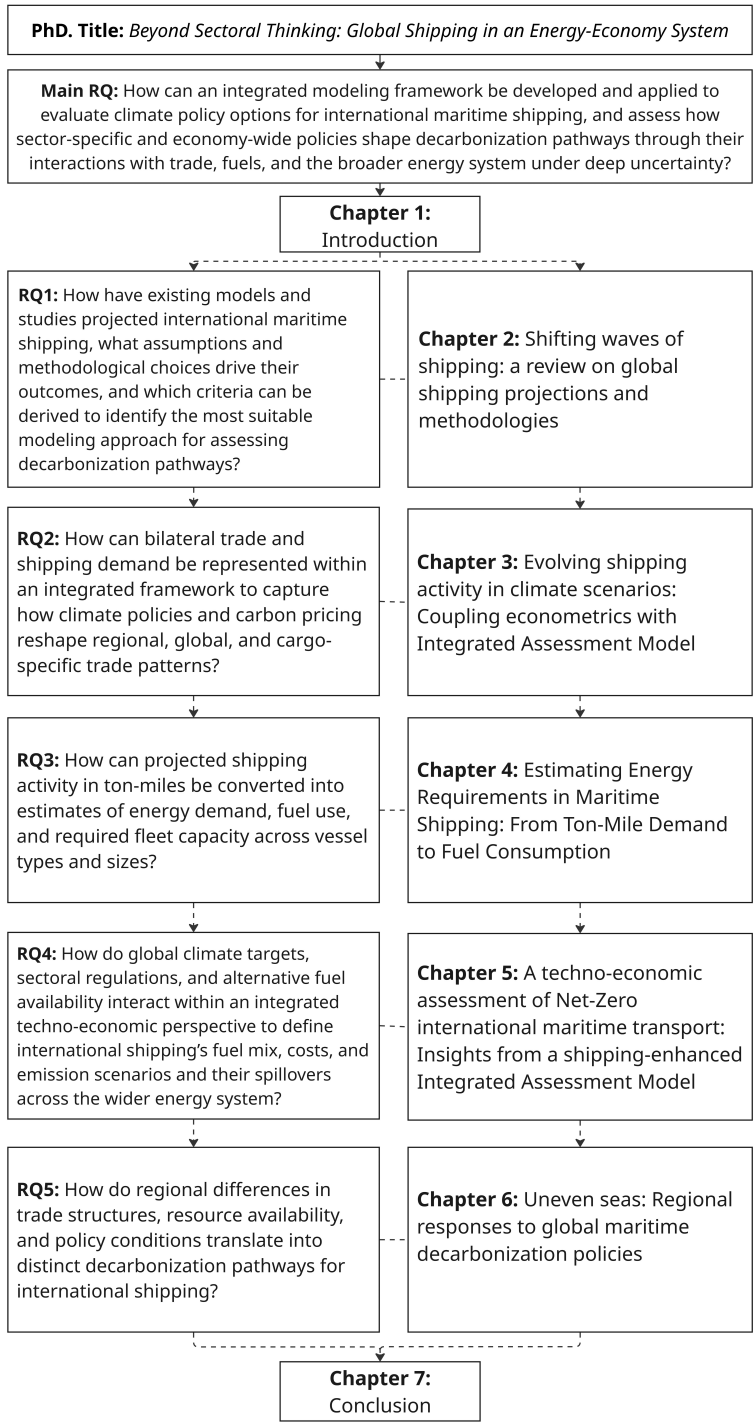 PhD. Title: Beyond Sectoral Thinking: Global Shipping in an Energy-Economy System
Main RQ: How can an integrated modeling framework be developed and applied to
evaluate climate policy options for international maritime shipping, and assess how
sector-specific and economy-wide policies shape decarbonization pathways through their
interactions with trade, fuels, and the broader energy system under deep uncertainty?
Chapter 1:
Introduction
RQ1: How have existing models and
studies projected international maritime
shipping, what assumptions and
methodological choices drive their
outcomes, and which criteria can be
derived to identify the most suitable
modeling approach for assessing
decarbonization pathways?
Chapter 2: Shifting waves of
shipping: a review on global
shipping projections and
methodologies
RQ2: How can bilateral trade and
shipping demand be represented within
an integrated framework to capture
how climate policies and carbon pricing
reshape regional, global, and cargo-
specific trade patterns?
Chapter 3: Evolving shipping
activity in climate scenarios:
Coupling econometrics with
Integrated Assessment Model
RQ3: How can projected shipping
activity in ton-miles be converted into
estimates of energy demand, fuel use,
and required fleet capacity across vessel
types and sizes?
Chapter 4: Estimating Energy
Requirements in Maritime
Shipping: From Ton-Mile Demand
to Fuel Consumption
RQ4: How do global climate targets,
sectoral regulations, and alternative fuel
availability interact within an integrated
techno-economic perspective to define
international shipping's fuel mix, costs, and
emission scenarios and their spillovers
across the wider energy system?
Chapter 5: A techno-economic
assessment of Net-Zero
international maritime transport:
Insights from a shipping-enhanced
Integrated Assessment Model
RQ5: How do regional differences in
trade structures, resource availability,
and policy conditions translate into
distinct decarbonization pathways for
international shipping?
Chapter 6: Uneven seas: Regional
responses to global maritime
decarbonization policies
Chapter 7:
Conclusion